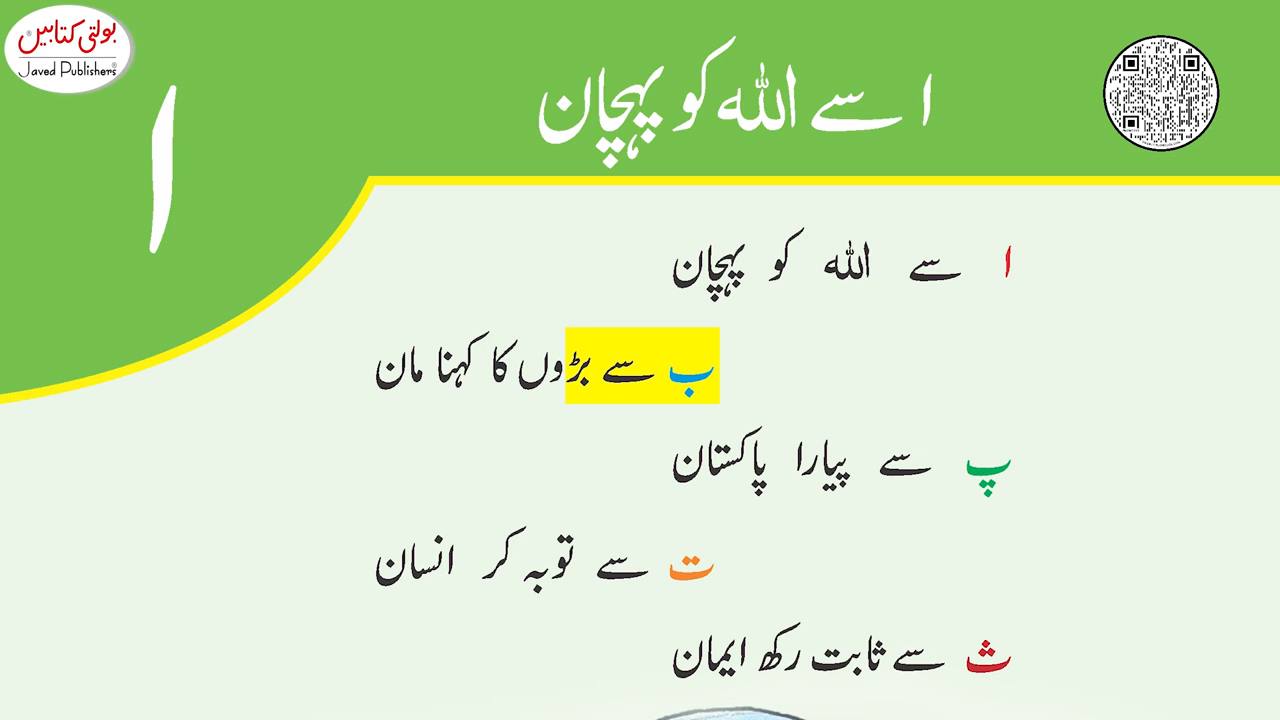 بولتی کتابیں
Javed Publishers
ا
ا سے اللہ کو پہچان
ا سے اللہ کو پہچان
ب سے بڑوں کا کہنا مان
پ سے پیارا پاکستان
ت سے توبہ کر انسان
ث سے ثابت رکھ ایمان